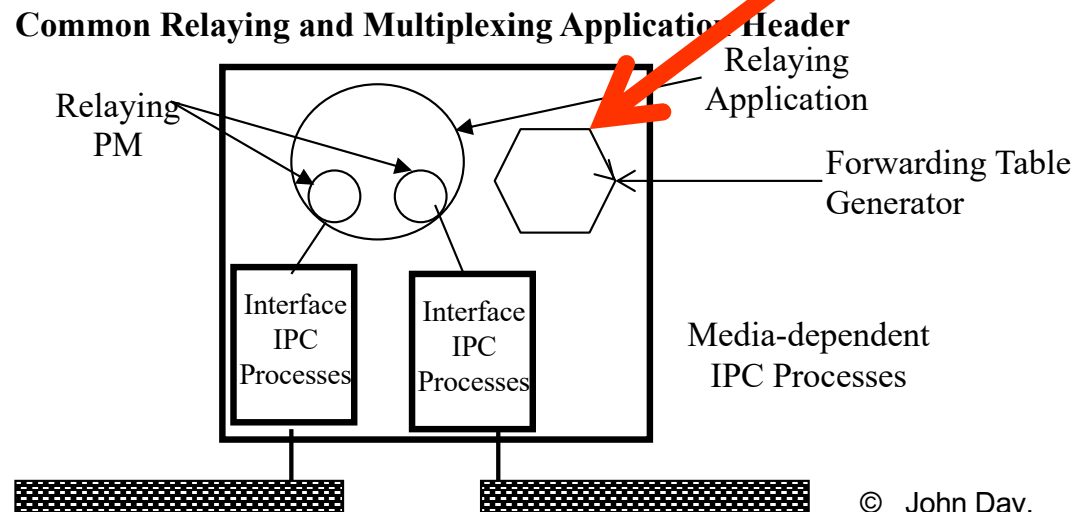 Common Relaying and Multiplexing Application Header
Relaying
Application
Relaying
PM
Forwarding Table
Generator
Interface
IPC
Processes
Interface
IPC
Processes
Media-dependent
IPC Processes
© John Day,